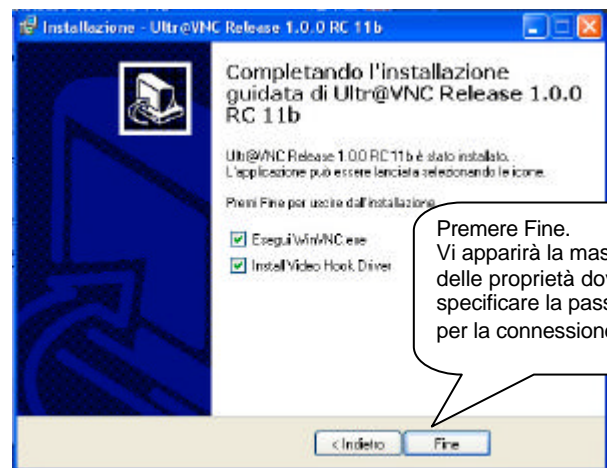 Installazione - Ultr@VNC Release 1.0.0 RC 11b
Completando l'installazione
guidata di Ultr@VNC Release 1.0.0
RC 11b
Ultr@VNC Release 1.0.0 RC 11b è stato installato.
L'applicazione può essere lanciata selezionando le icone.
Premi Fine per uscire dall'installazione
Esegui WinVNC.exe
Install Video Hook Driver
Premere Fine.
Vi apparirà la mas
delle proprietà dov
specificare la pass
per la connessione
< Indietro
Fine